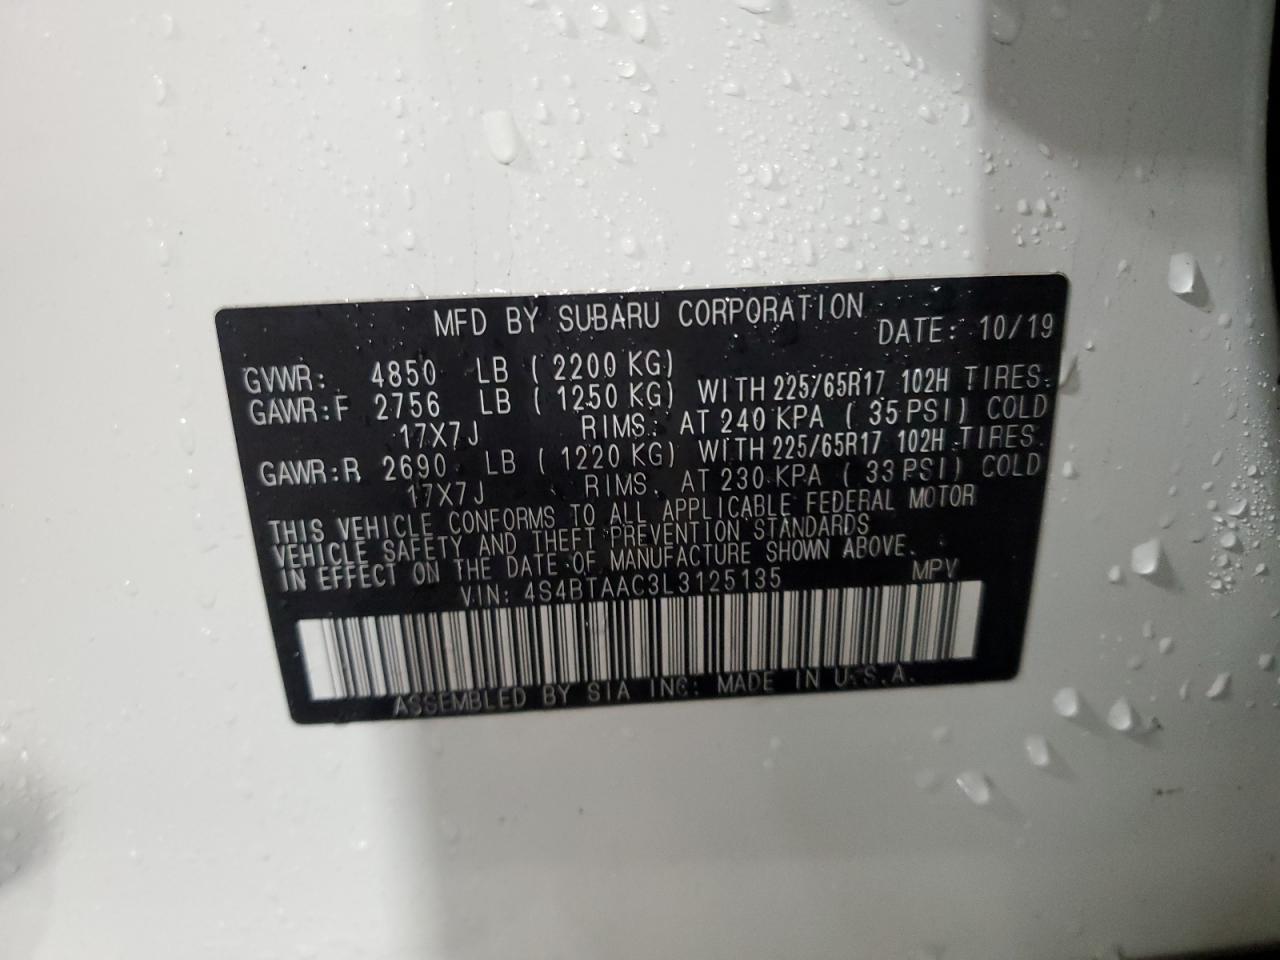 MFD BY SUBARU CORPORATION
DATE: 10/19
GVWR: 4850 LB ( 2200 KG)
GAWR:F 2756 LB ( 1250 KG) WITH 225/65R17 102H TIRES.
17X7J RIMS. AT 240 KPA ( 35 PSI) COLD
GAWR:R 2690 LB ( 1220 KG) WITH 225/65R17 102H TIRES.
17X7J RIMS. AT 230 KPA ( 33 PSI) COLD
THIS VEHICLE CONFORMS TO ALL APPLICABLE FEDERAL MOTOR
VEHICLE SAFETY AND THEFT PREVENTION STANDARDS
IN EFFECT ON THE DATE OF MANUFACTURE SHOWN ABOVE.
VIN: 4S4BTAAC3L3125135 MPV
ASSEMBLED BY SIA INC. MADE IN U.S.A.